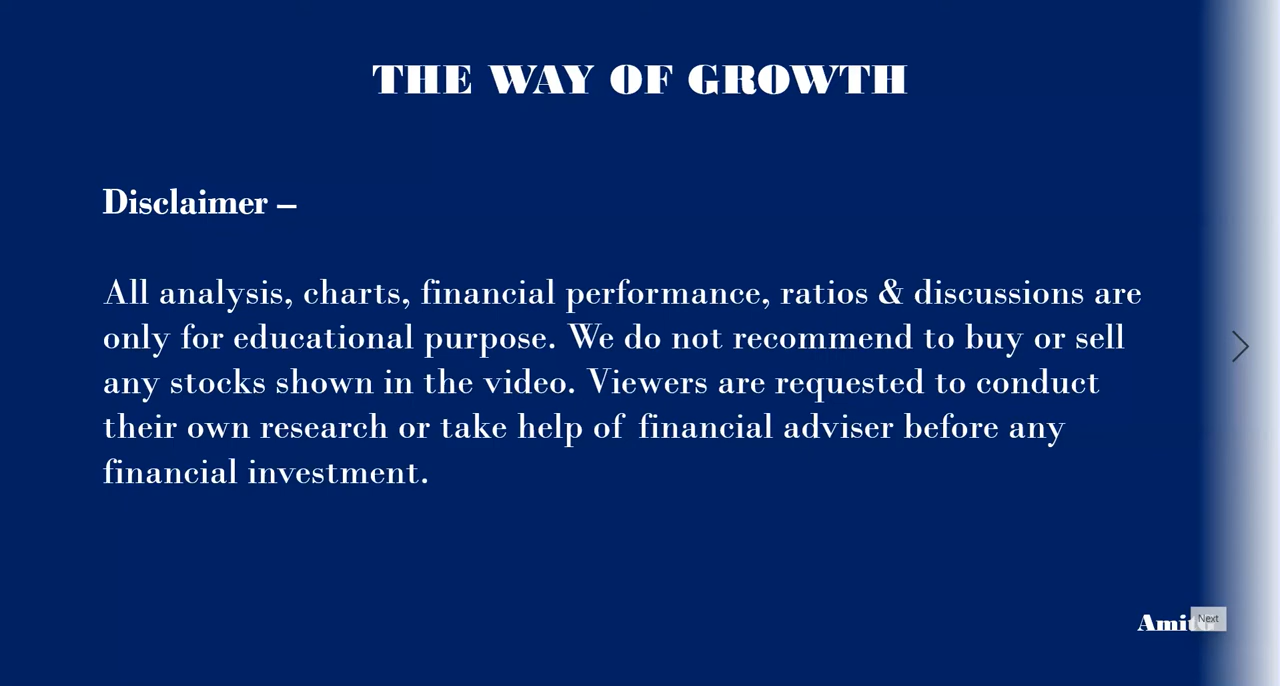 THE WAY OF GROWTH
Disclaimer –
All analysis, charts, financial performance, ratios & discussions are
only for educational purpose. We do not recommend to buy or sell
any stocks shown in the video. Viewers are requested to conduct
their own research or take help of financial adviser before any
financial investment.
Next